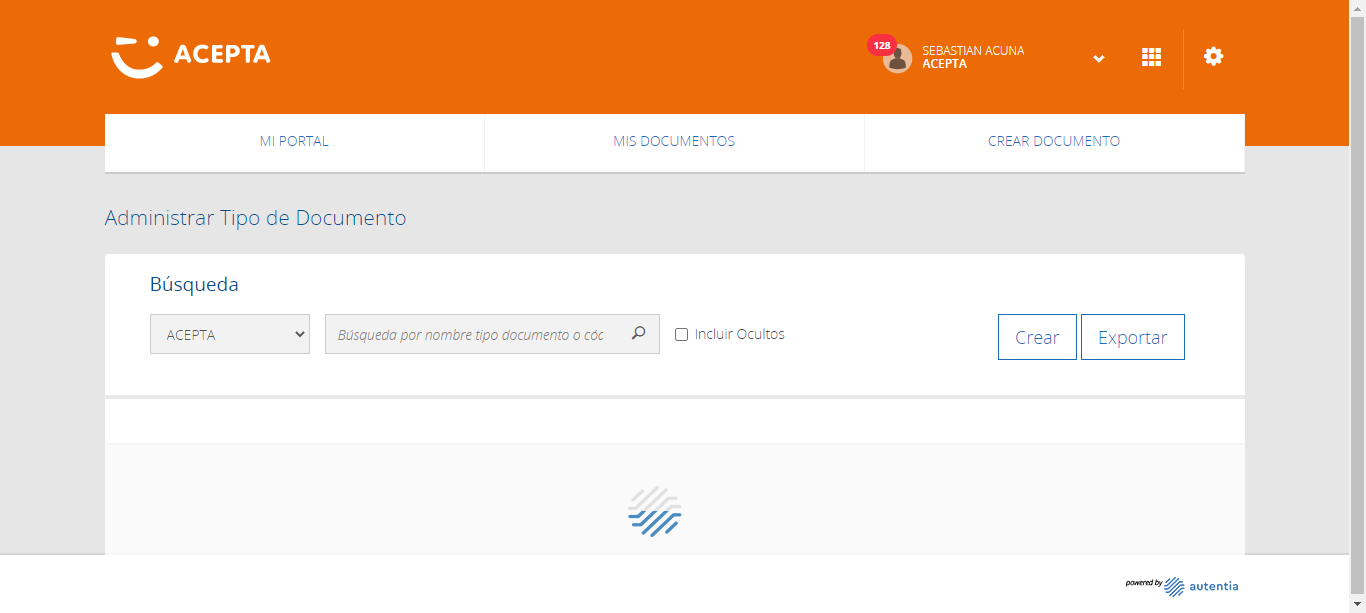 ACEPTA
128
SEBASTIAN ACUNA
ACEPTA
MI PORTAL
MIS DOCUMENTOS
CREAR DOCUMENTO
Administrar Tipo de Documento
Búsqueda
ACEPTA
Búsqueda por nombre tipo documento o cóc
Incluir Ocultos
Crear
Exportar
powered by autentia